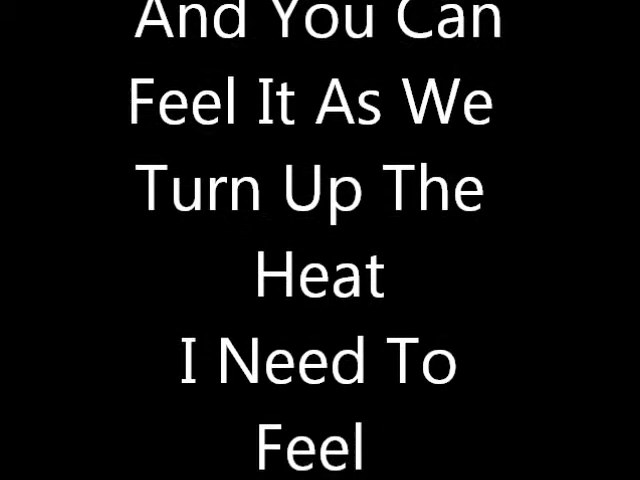 And You Can
Feel It As We
Turn Up The
Heat
I Need To
Feel